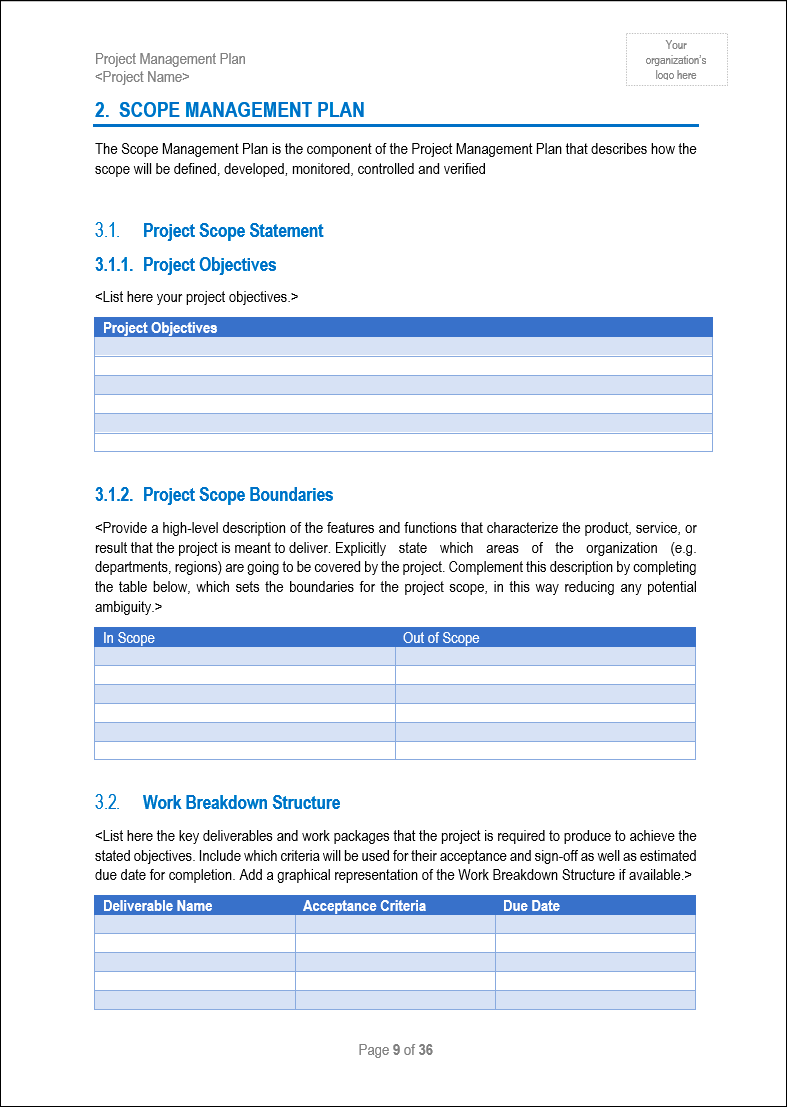 Project Management Plan
<Project Name>
Your
organization's
logo here
2. SCOPE MANAGEMENT PLAN
The Scope Management Plan is the component of the Project Management Plan that describes how the
scope will be defined, developed, monitored, controlled and verified
3.1. Project Scope Statement
3.1.1. Project Objectives
<List here your project objectives.>
Project Objectives
3.1.2. Project Scope Boundaries
<Provide a high-level description of the features and functions that characterize the product, service, or
result that the project is meant to deliver. Explicitly state which areas of the organization (e.g.
departments, regions) are going to be covered by the project. Complement this description by completing
the table below, which sets the boundaries for the project scope, in this way reducing any potential
ambiguity.>
In Scope Out of Scope
3.2. Work Breakdown Structure
<List here the key deliverables and work packages that the project is required to produce to achieve the
stated objectives. Include which criteria will be used for their acceptance and sign-off as well as estimated
due date for completion. Add a graphical representation of the Work Breakdown Structure if available.>
Deliverable Name Acceptance Criteria Due Date
Page 9 of 36